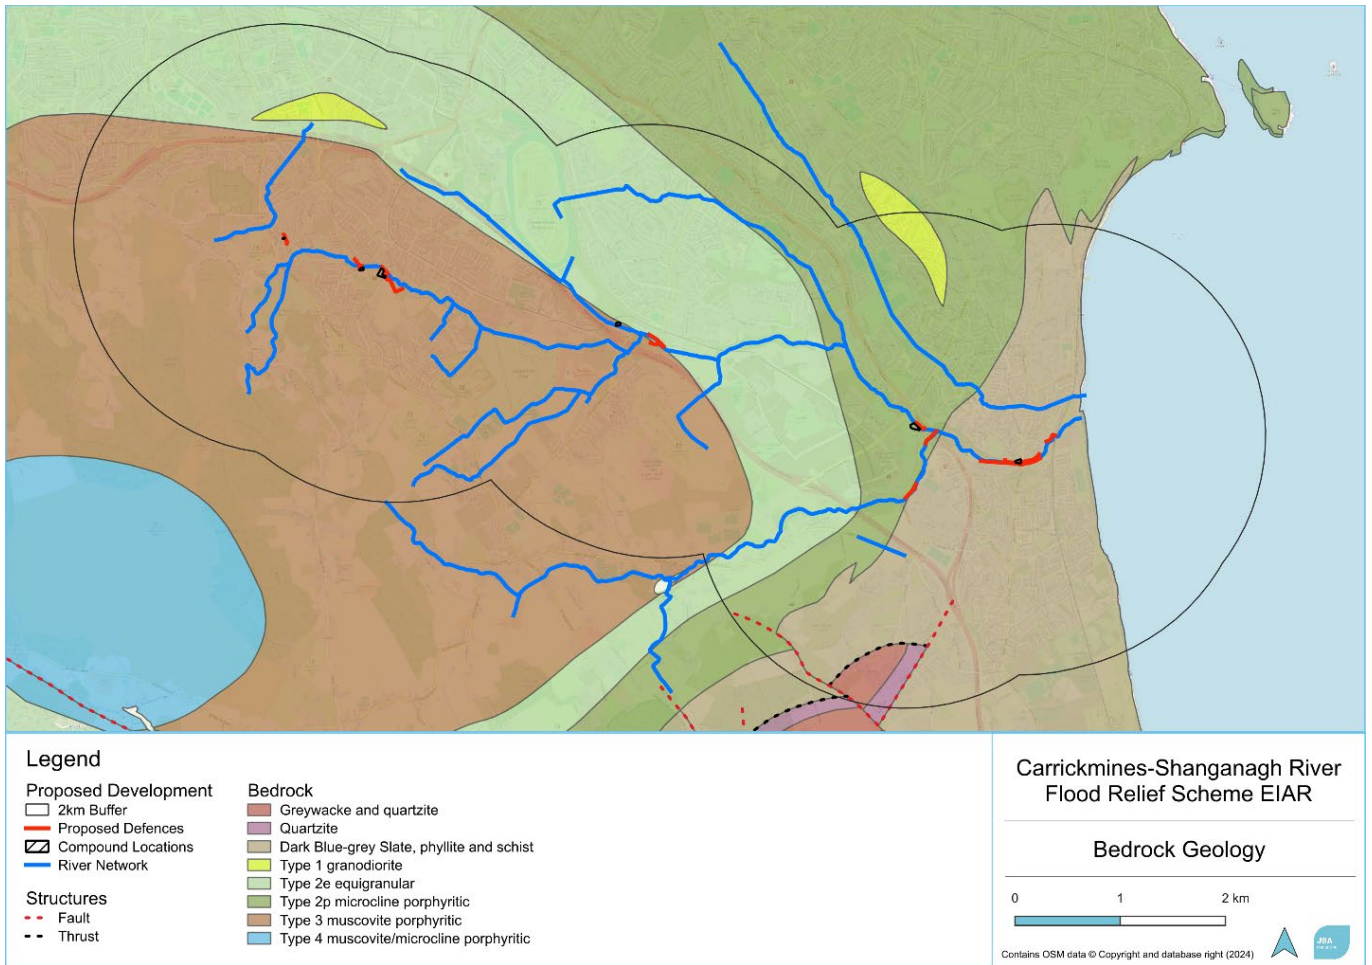 Legend
Proposed Development
2km Buffer
Proposed Defences
Compound Locations
River Network
Structures
Fault
Thrust
Bedrock
Greywacke and quartzite
Quartzite
Dark Blue-grey Slate, phyllite and schist
Type 1 granodiorite
Type 2e equigranular
Type 2p microcline porphyritic
Type 3 muscovite porphyritic
Type 4 muscovite/microcline porphyritic
Carrickmines-Shanganagh River
Flood Relief Scheme EIAR
Bedrock Geology
0 1 2 km
Contains OSM data © Copyright and database right (2024)
JBA